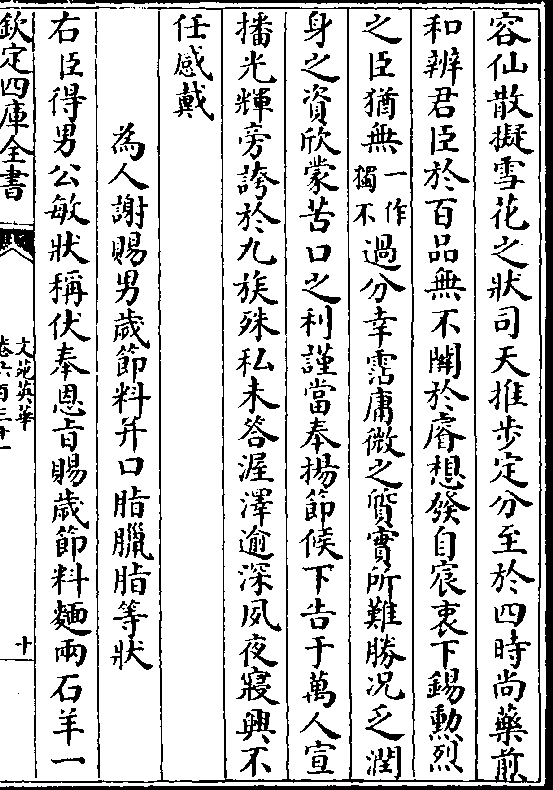 容仙散擬雪花之狀司天推步定分至於四時尚藥煎
和辨君臣於百品無不關於睿想發自宸衷下錫勲烈
之臣猶無一作獨不過分幸霑庸微之質實所難勝况乏潤
身之資欣蒙苦口之利謹當奉揚節候下告于萬人宣
播光輝旁誇於九族殊私未答渥澤逾深夙夜寢興不
任感戴
為人謝賜男歲節料并口脂臘脂等狀
右臣得男公敏狀稱伏奉恩旨賜歲節料麵兩石羊一
欽定四庫全書
文苑英華
卷六百三十一
十